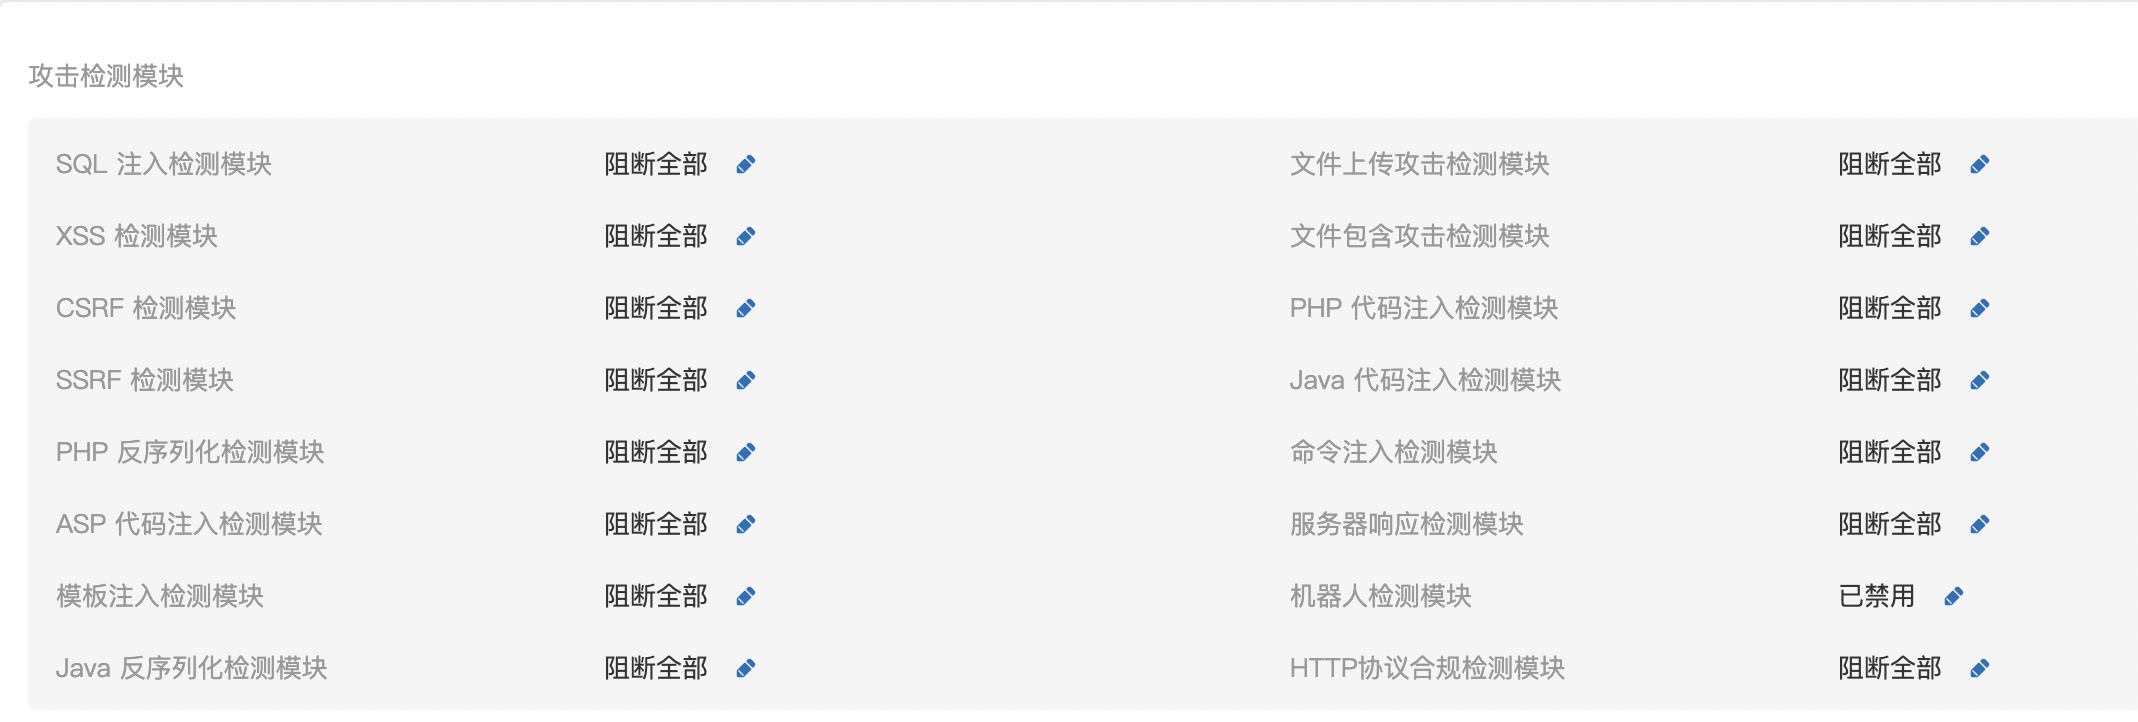 攻击检测模块
SQL 注入检测模块 阻断全部 文件上传攻击检测模块 阻断全部
XSS 检测模块 阻断全部 文件包含攻击检测模块 阻断全部
CSRF 检测模块 阻断全部 PHP 代码注入检测模块 阻断全部
SSRF 检测模块 阻断全部 Java 代码注入检测模块 阻断全部
PHP 反序列化检测模块 阻断全部 命令注入检测模块 阻断全部
ASP 代码注入检测模块 阻断全部 服务器响应检测模块 阻断全部
模板注入检测模块 阻断全部 机器人检测模块 已禁用
Java 反序列化检测模块 阻断全部 HTTP协议合规检测模块 阻断全部